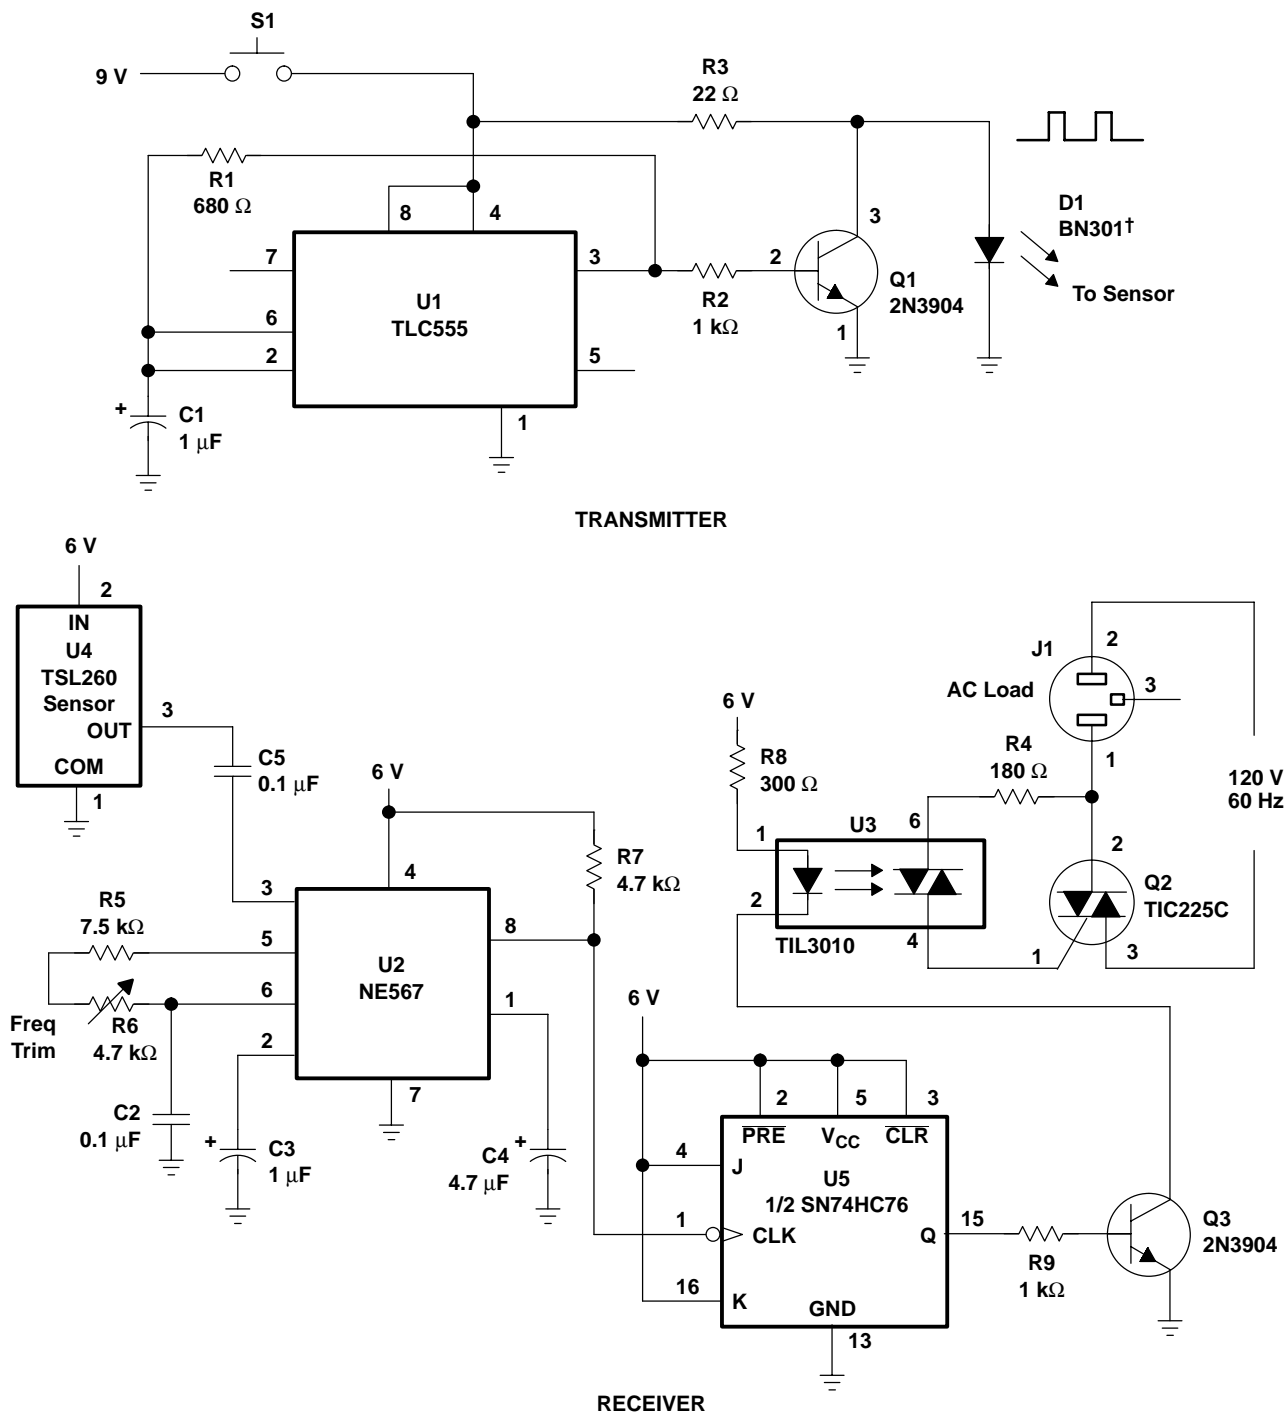 S1
9 V
R3
22 Ω
R1
680 Ω
8
4
7
3
U1
TLC555
6
2
5
1
R2
1 kΩ
2
3
1
Q1
2N3904
D1
BN301†
To Sensor
+
C1
1 μF
TRANSMITTER
6 V
2
IN
U4
TSL260
Sensor
OUT
3
COM
1
C5
0.1 μF
6 V
4
R7
4.7 kΩ
3
R5
7.5 kΩ
5
8
U2
NE567
6
1
Freq
Trim
R6
4.7 kΩ
2
7
C2
0.1 μF
+
C3
1 μF
C4
4.7 μF
+
6 V
R8
300 Ω
1
2
U3
TIL3010
6
4
R4
180 Ω
J1
AC Load
2
3
1
120 V
60 Hz
2
Q2
TIC225C
1
3
6 V
2
5
3
PRE
VCC
CLR
4
J
U5
1/2 SN74HC76
1
CLK
Q
15
16
K
GND
13
R9
1 kΩ
Q3
2N3904
RECEIVER